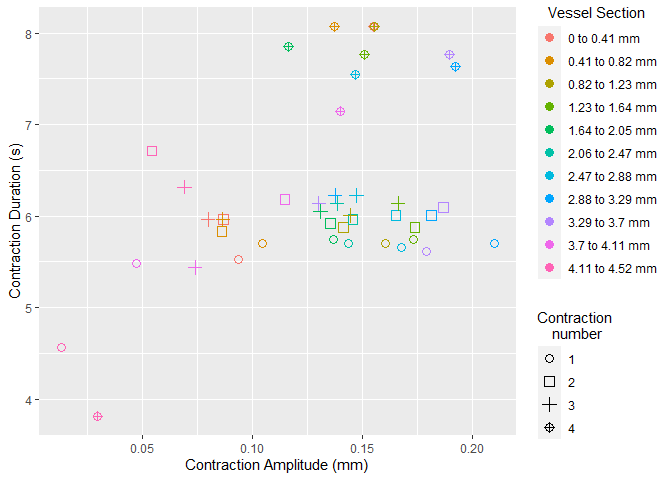 Vessel Section
0 to 0.41 mm
0.41 to 0.82 mm
0.82 to 1.23 mm
1.23 to 1.64 mm
1.64 to 2.05 mm
2.06 to 2.47 mm
2.47 to 2.88 mm
2.88 to 3.29 mm
3.29 to 3.7 mm
3.7 to 4.11 mm
4.11 to 4.52 mm
Contraction
number
1
2
3
4
Contraction Duration (s)
8
7
6
5
4
0.05
0.10
0.15
0.20
Contraction Amplitude (mm)